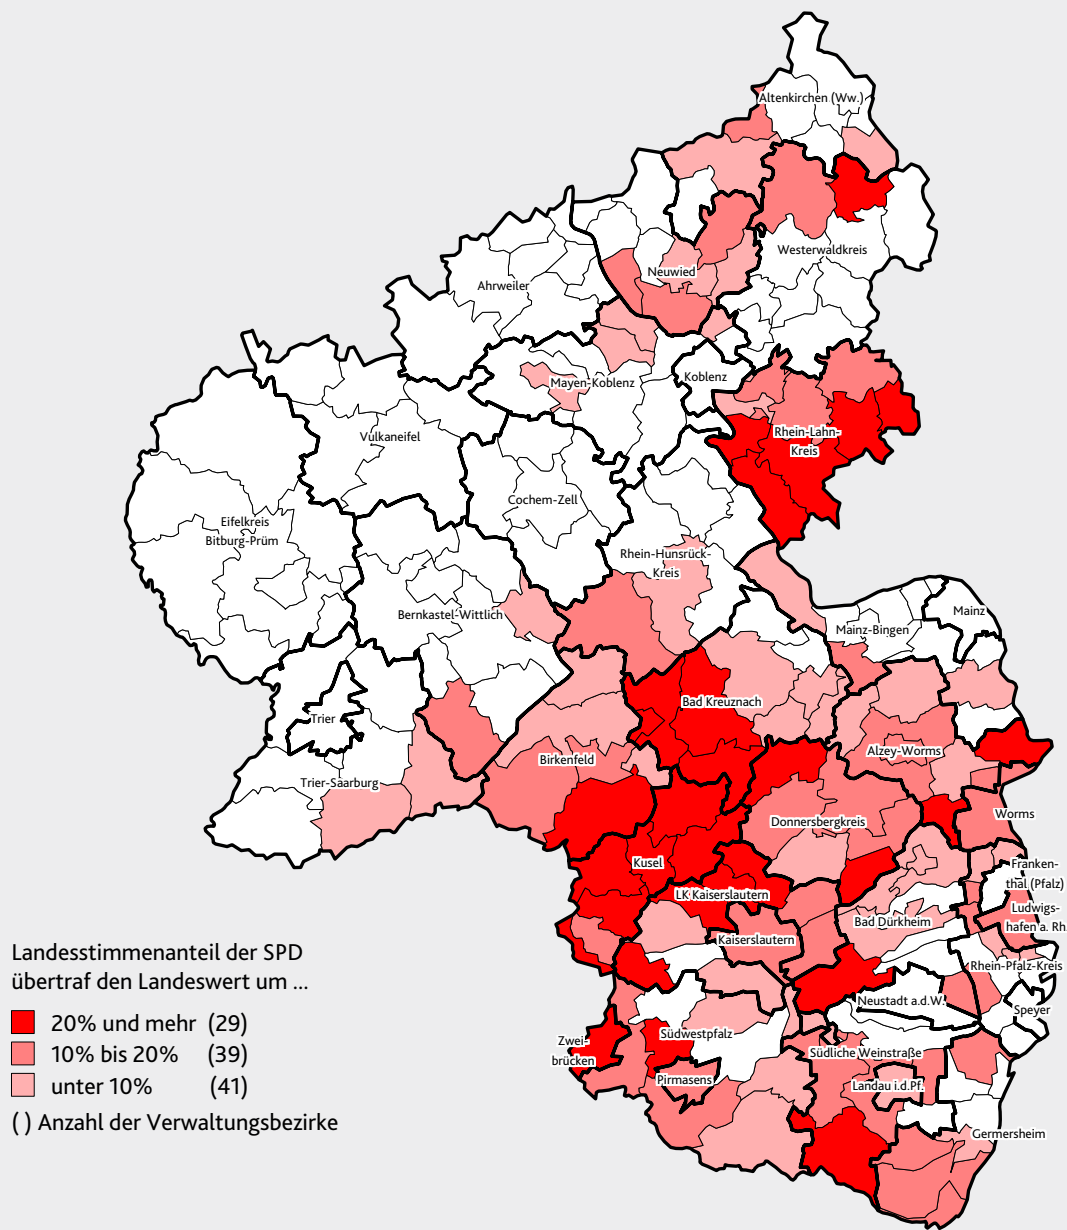 Altenkirchen (Ww.)
Westerwaldkreis
Neuwied
Ahrweiler
Koblenz
Mayen-Koblenz
Rhein-Lahn-
Kreis
Vulkaneifel
Cochem-Zell
Eifelkreis
Bitburg-Prüm
Rhein-Hunsrück-
Kreis
Bernkastel-Wittlich
Mainz
Mainz-Bingen
Bad Kreuznach
Trier
Alzey-Worms
Birkenfeld
Trier-Saarburg
Worms
Donnersbergkreis
Kusel
Franken-
thal (Pfalz)
LK Kaiserslautern
Ludwigs-
hafen a. Rh.
Bad Dürkheim
Kaiserslautern
Rhein-Pfalz-Kreis
Neustadt a.d.W.
Speyer
Südwestpfalz
Zwei-
brücken
Südliche Weinstraße
Pirmasens
Landau i.d.Pf.
Germersheim
Landesstimmenanteil der SPD
übertraf den Landeswert um ...
20% und mehr (29)
10% bis 20% (39)
unter 10% (41)
( ) Anzahl der Verwaltungsbezirke